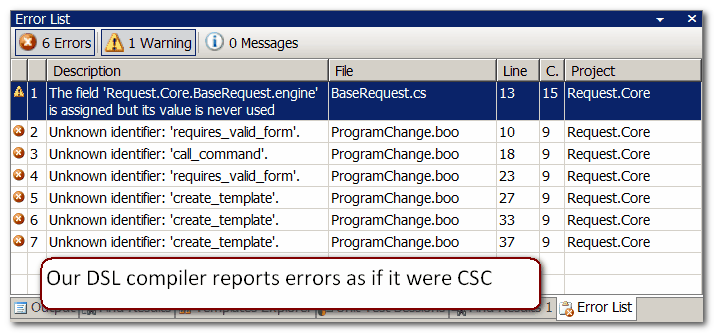 Error List
6 Errors 1 Warning 0 Messages
Description File Line C. Project
1 The field 'Request.Core.BaseRequest.engine' BaseRequest.cs 13 15 Request.Core
is assigned but its value is never used
2 Unknown identifier: 'requires_valid_form'. ProgramChange.boo 10 9 Request.Core
3 Unknown identifier: 'call_command'. ProgramChange.boo 18 9 Request.Core
4 Unknown identifier: 'requires_valid_form'. ProgramChange.boo 23 9 Request.Core
5 Unknown identifier: 'create_template'. ProgramChange.boo 27 9 Request.Core
6 Unknown identifier: 'create_template'. ProgramChange.boo 33 9 Request.Core
7 Unknown identifier: 'create_template'. ProgramChange.boo 37 9 Request.Core
Our DSL compiler reports errors as if it were CSC
1 Error List